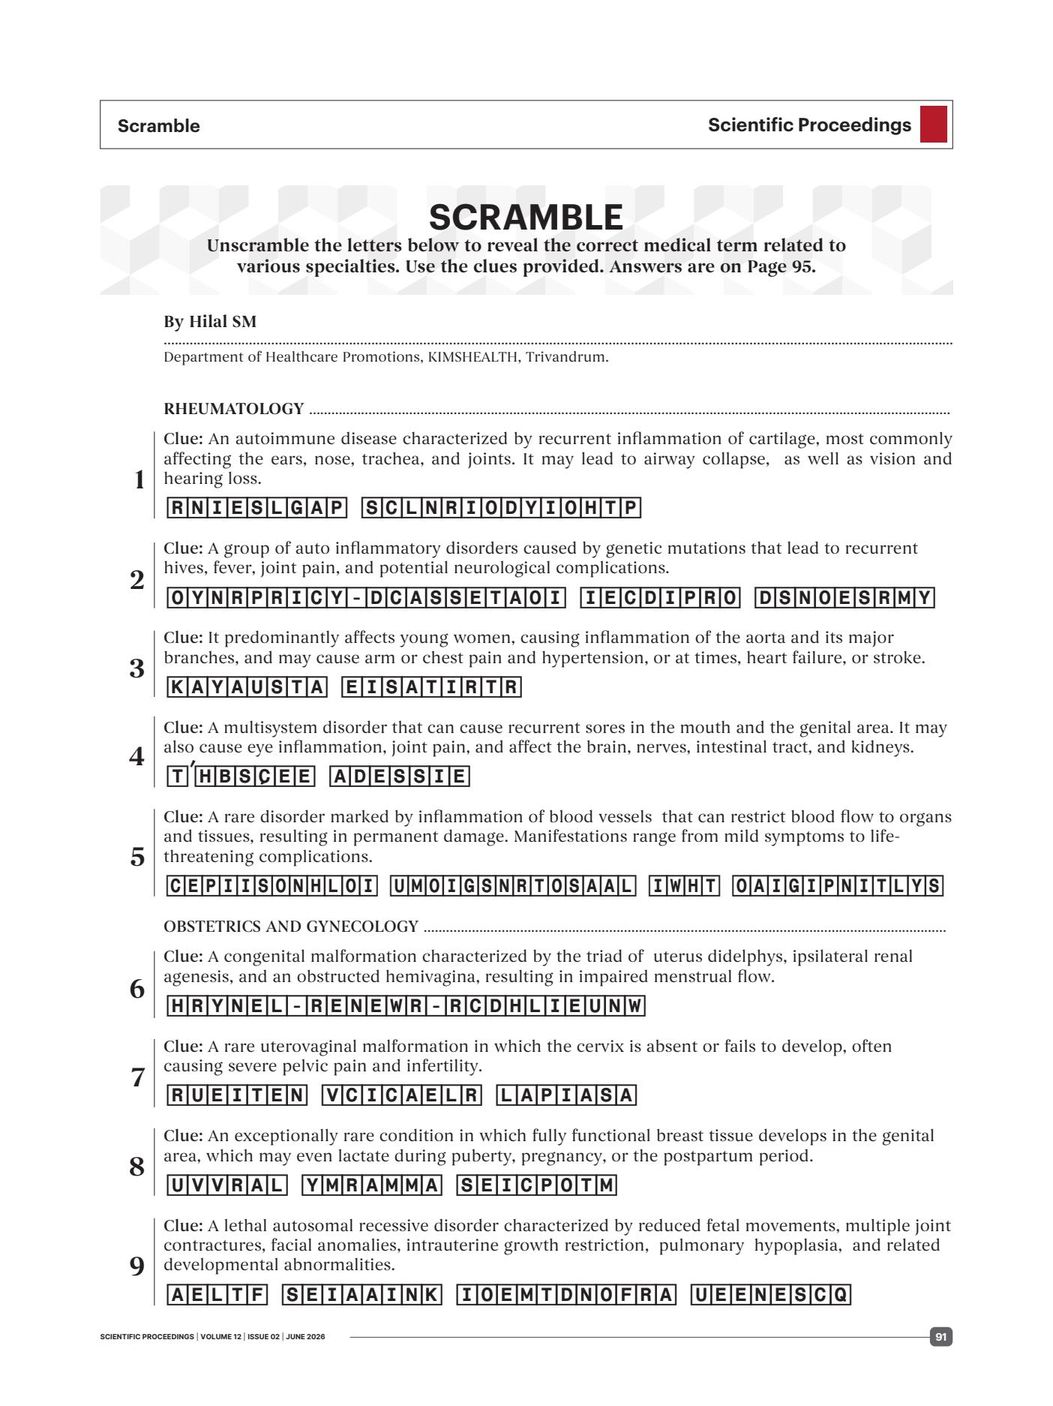 Scramble
Scientific Proceedings
SCRAMBLE
Unscramble the letters below to reveal the correct medical term related to
various specialties. Use the clues provided. Answers are on Page 95.
By Hilal SM
Department of Healthcare Promotions, KIMSHEALTH, Trivandrum.
RHEUMATOLOGY
1
Clue: An autoimmune disease characterized by recurrent inflammation of cartilage, most commonly
affecting the ears, nose, trachea, and joints. It may lead to airway collapse, as well as vision and
hearing loss.
RNIESLGAP SCLNRIODYIOHTP
2
Clue: A group of auto inflammatory disorders caused by genetic mutations that lead to recurrent
hives, fever, joint pain, and potential neurological complications.
OYNRPRICY-DCASSETAOI IECDIPRO DSNOESRMY
3
Clue: It predominantly affects young women, causing inflammation of the aorta and its major
branches, and may cause arm or chest pain and hypertension, or at times, heart failure, or stroke.
KAYAUSTA EISATIRTR
4
Clue: A multisystem disorder that can cause recurrent sores in the mouth and the genital area. It may
also cause eye inflammation, joint pain, and affect the brain, nerves, intestinal tract, and kidneys.
T'HBSÇEE ADESSIE
5
Clue: A rare disorder marked by inflammation of blood vessels that can restrict blood flow to organs
and tissues, resulting in permanent damage. Manifestations range from mild symptoms to life-
threatening complications.
CEPIISONHLOI UMOIGSNRTOSAAL IWHT OAIGIPNITLYS
OBSTETRICS AND GYNECOLOGY
6
Clue: A congenital malformation characterized by the triad of uterus didelphys, ipsilateral renal
agenesis, and an obstructed hemivagina, resulting in impaired menstrual flow.
HRYNEL-RENEWR-RCDHLIEUNW
7
Clue: A rare uterovaginal malformation in which the cervix is absent or fails to develop, often
causing severe pelvic pain and infertility.
RUEITEN VCICAELR LAPIASA
8
Clue: An exceptionally rare condition in which fully functional breast tissue develops in the genital
area, which may even lactate during puberty, pregnancy, or the postpartum period.
UVVRAL YMRAMMA SEICPOTM
9
Clue: A lethal autosomal recessive disorder characterized by reduced fetal movements, multiple joint
contractures, facial anomalies, intrauterine growth restriction, pulmonary hypoplasia, and related
developmental abnormalities.
AELTF SEIAAINK IOEMTDNOFRA UEENESCQ
SCIENTIFIC PROCEEDINGS | VOLUME 12 | ISSUE 02 | JUNE 2026
91